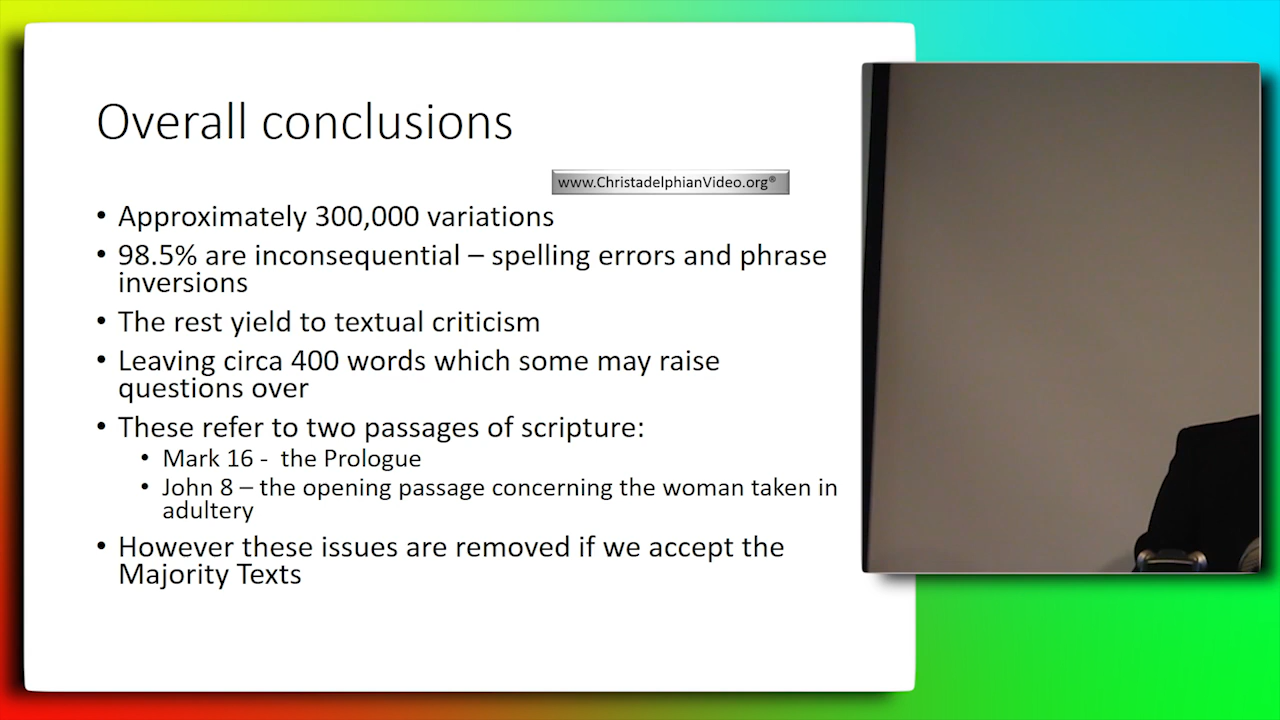 Overall conclusions
www.ChristadelphianVideo.org®
• Approximately 300,000 variations
• 98.5% are inconsequential – spelling errors and phrase
inversions
• The rest yield to textual criticism
• Leaving circa 400 words which some may raise
questions over
• These refer to two passages of scripture:
• Mark 16 -  the Prologue
• John 8 – the opening passage concerning the woman taken in
adultery
• However these issues are removed if we accept the
Majority Texts